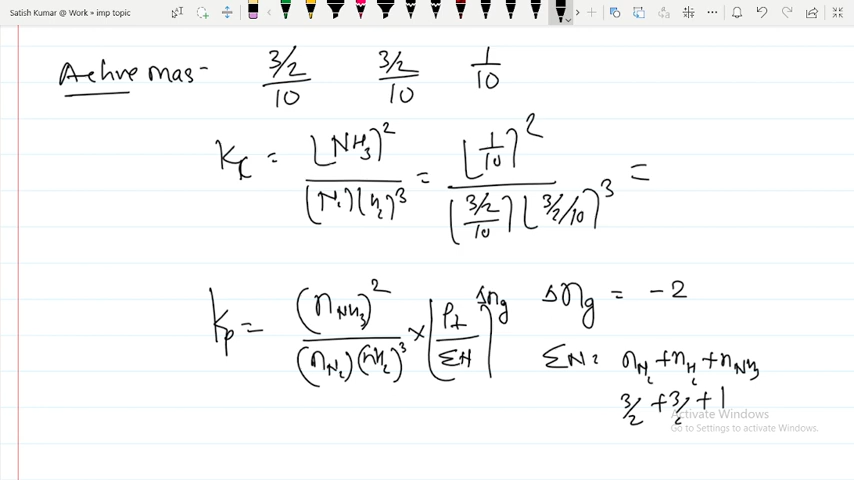 Satish Kumar @ Work » imp topic
Active mas- 3/2/10 3/2/10 1/10
Kc = [NH3]^2/(N2)(H2)^3 = [1/10]^2/[3/2/10][3/2/10]^3 =
Kp = (nNH3)^2/(nN2)(nH2)^3 × (Pt/ΣN)^Δng Δng = -2
ΣN = nN2 + nH2 + nNH3
3/2 + 3/2 + 1
Activate Windows
Go to Settings to activate Windows.